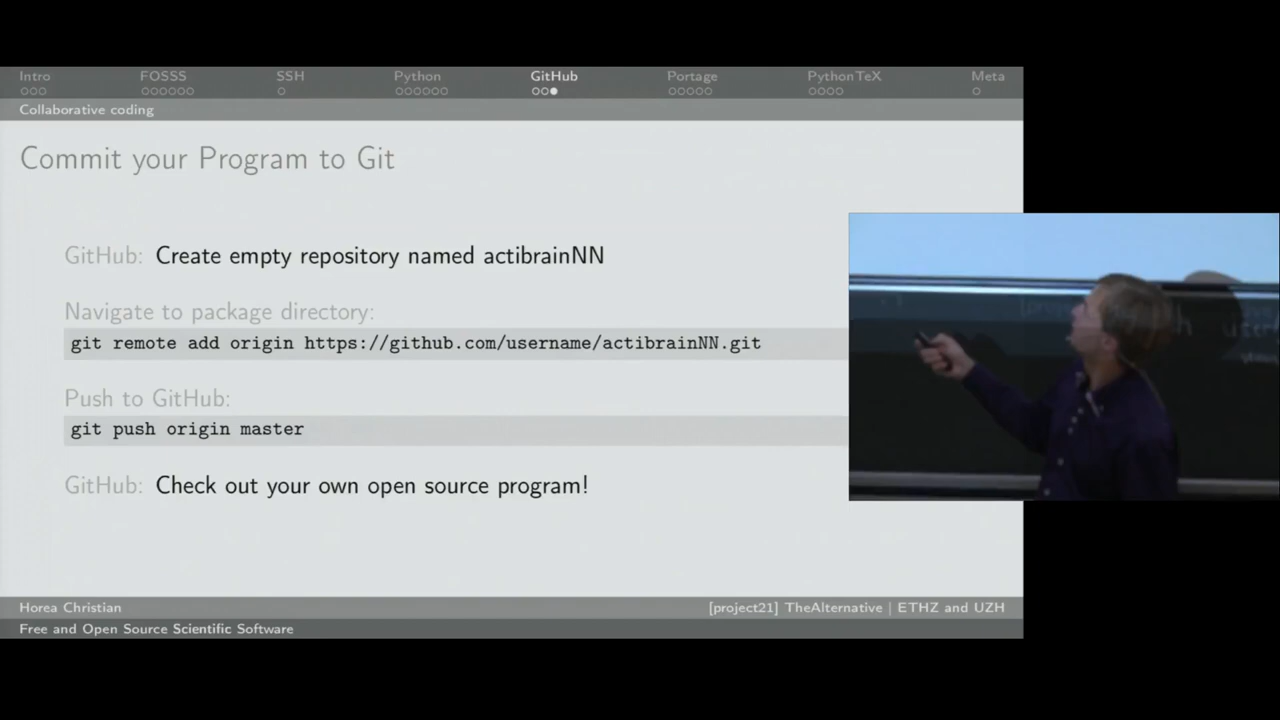 Intro FOSSS SSH Python GitHub Portage PythonTeX Meta
Collaborative coding
Commit your Program to Git
GitHub: Create empty repository named actibrainNN
Navigate to package directory:
git remote add origin https://github.com/username/actibrainNN.git
Push to GitHub:
git push origin master
GitHub: Check out your own open source program!
Horea Christian [project21] TheAlternative | ETHZ and UZH
Free and Open Source Scientific Software